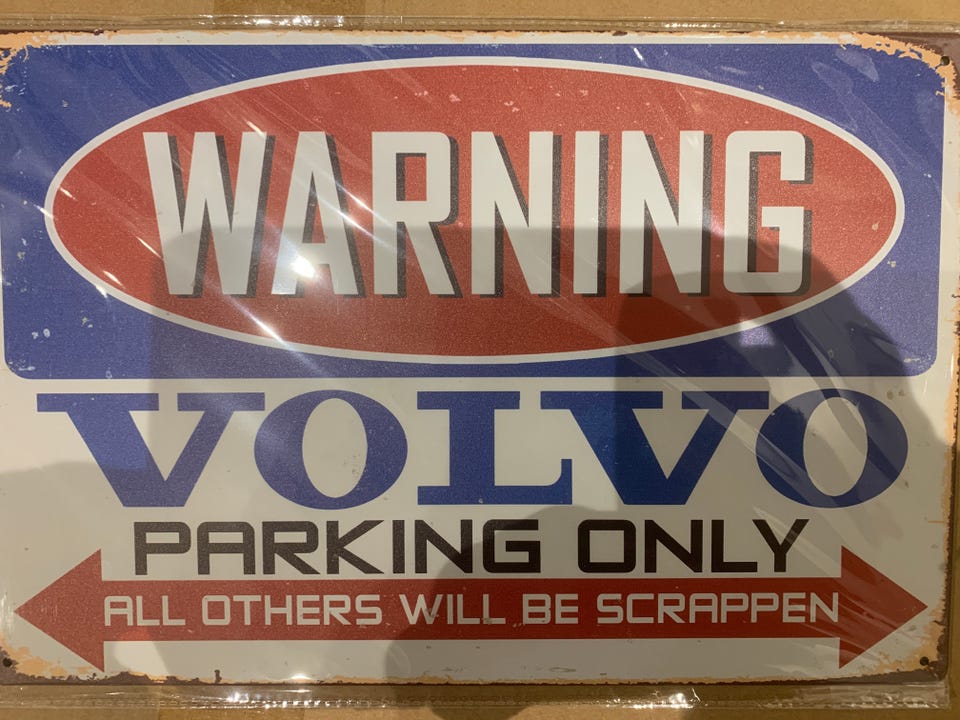 WARNING
VOLVO
PARKING ONLY
ALL OTHERS WILL BE SCRAPPEN